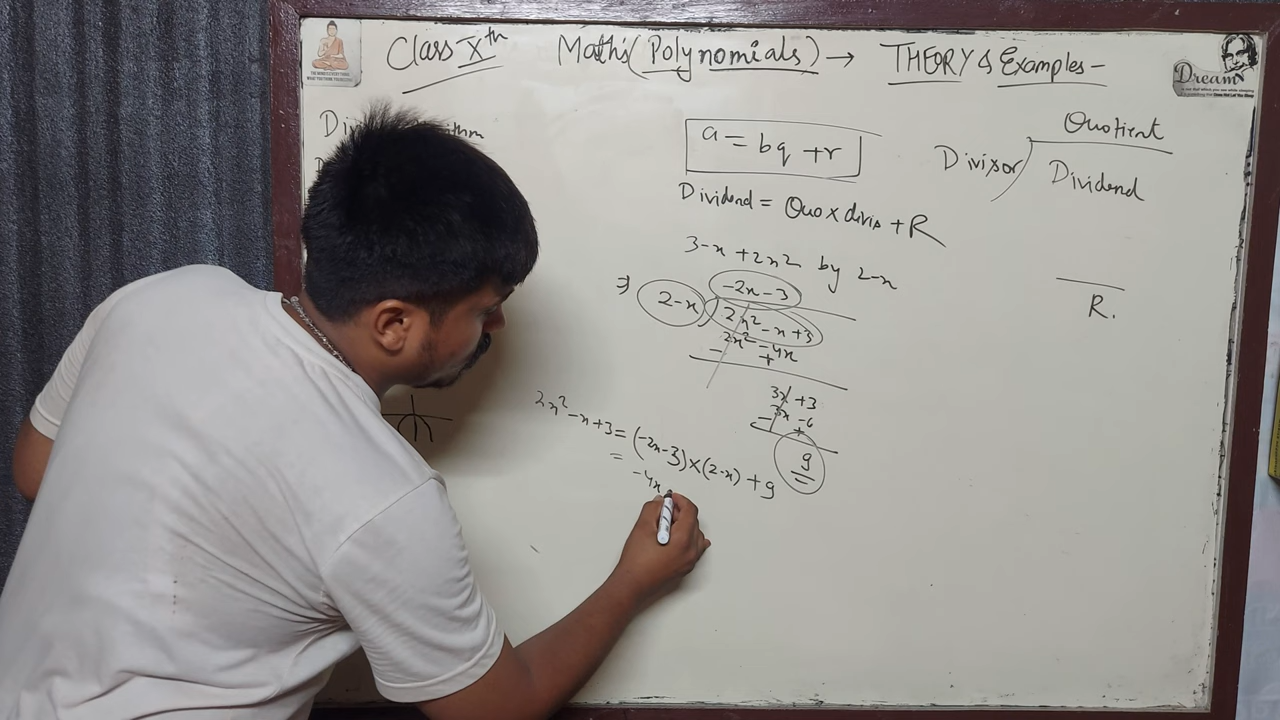 Class Xth Maths (Polynomials) → THEORY & Examples -
Dream
a = bq + r
Dividend = Quo x divis + R
Quotient
Divisor
Dividend
R.
3-x+2x² by 2-x
⇒ 2-x
-2x-3
2x²-x+3
2x²-4x
- +
3x+3
3x-6
- +
9
2x²-x+3 = (-2x-3)×(2-x)+9
= -4x